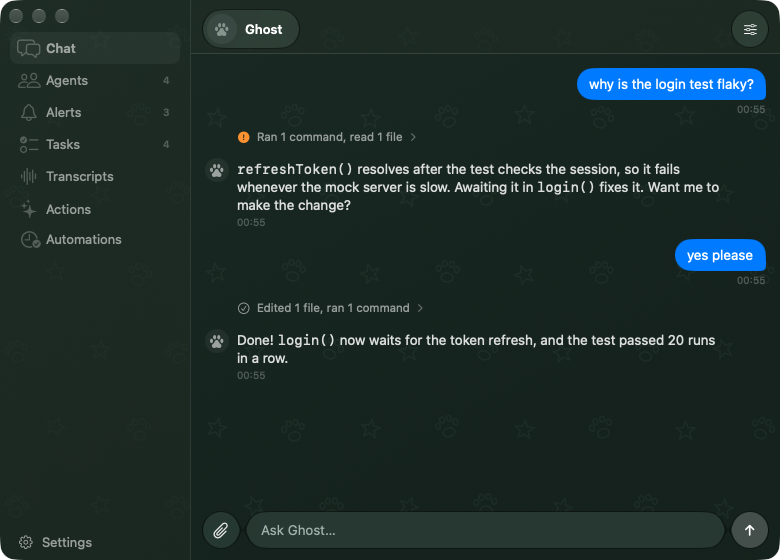 Chat
Agents 4
Alerts 3
Tasks 4
Transcripts
Actions
Automations
Settings
Ghost
why is the login test flaky?
00:55
Ran 1 command, read 1 file
refreshToken() resolves after the test checks the session, so it fails
whenever the mock server is slow. Awaiting it in login() fixes it. Want me to
make the change?
00:55
yes please
00:55
Edited 1 file, ran 1 command
Done! login() now waits for the token refresh, and the test passed 20 runs
in a row.
00:55
Ask Ghost…